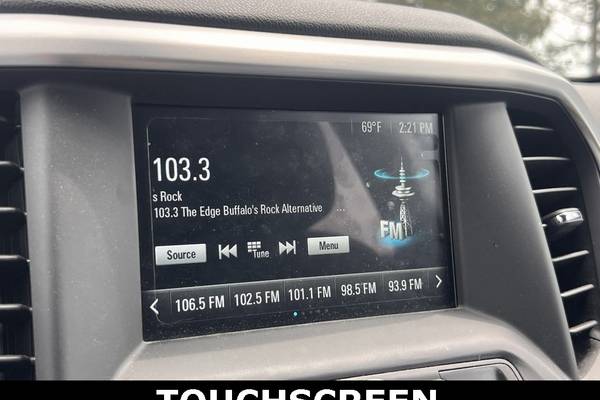 69°F 2:21 PM
103.3
s Rock
103.3 The Edge Buffalo's Rock Alternative ...
FM
Source Tune Menu
106.5 FM 102.5 FM 101.1 FM 98.5 FM 93.9 FM
TOUCHSCREEN